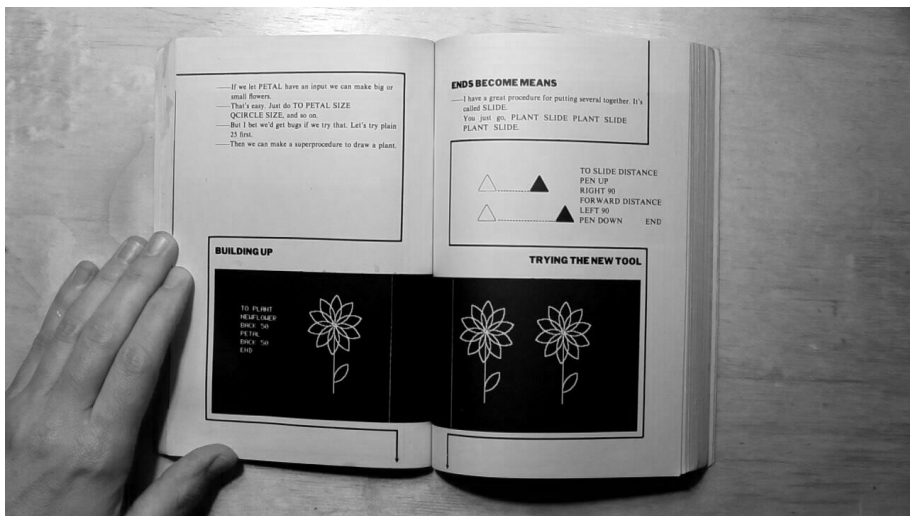 ——If we let PETAL have an input we can make big or
small flowers.
——That's easy. Just do TO PETAL SIZE
QCIRCLE SIZE, and so on.
——But I bet we'd get bugs if we try that. Let's try plain
25 first.
——Then we can make a superprocedure to draw a plant.
BUILDING UP
TO PLANT
NEWFLOWER
BACK 50
PETAL
BACK 50
END
ENDS BECOME MEANS
——I have a great procedure for putting several together. It's
called SLIDE.
You just go, PLANT SLIDE PLANT SLIDE
PLANT SLIDE.
TO SLIDE DISTANCE
PEN UP
RIGHT 90
FORWARD DISTANCE
LEFT 90
PEN DOWN END
TRYING THE NEW TOOL